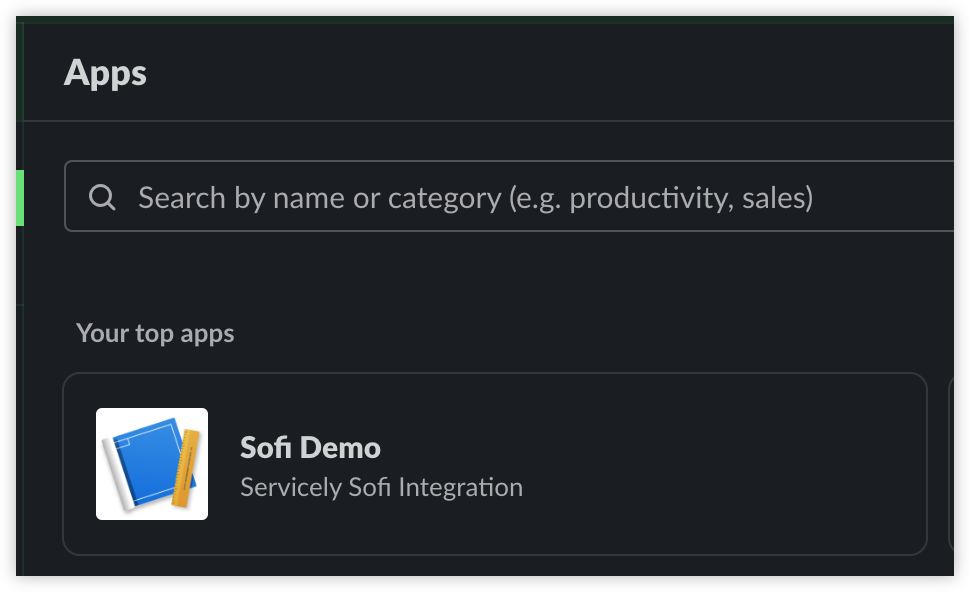 Apps
Search by name or category (e.g. productivity, sales)
Your top apps
Sofi Demo
Servicely Sofi Integration